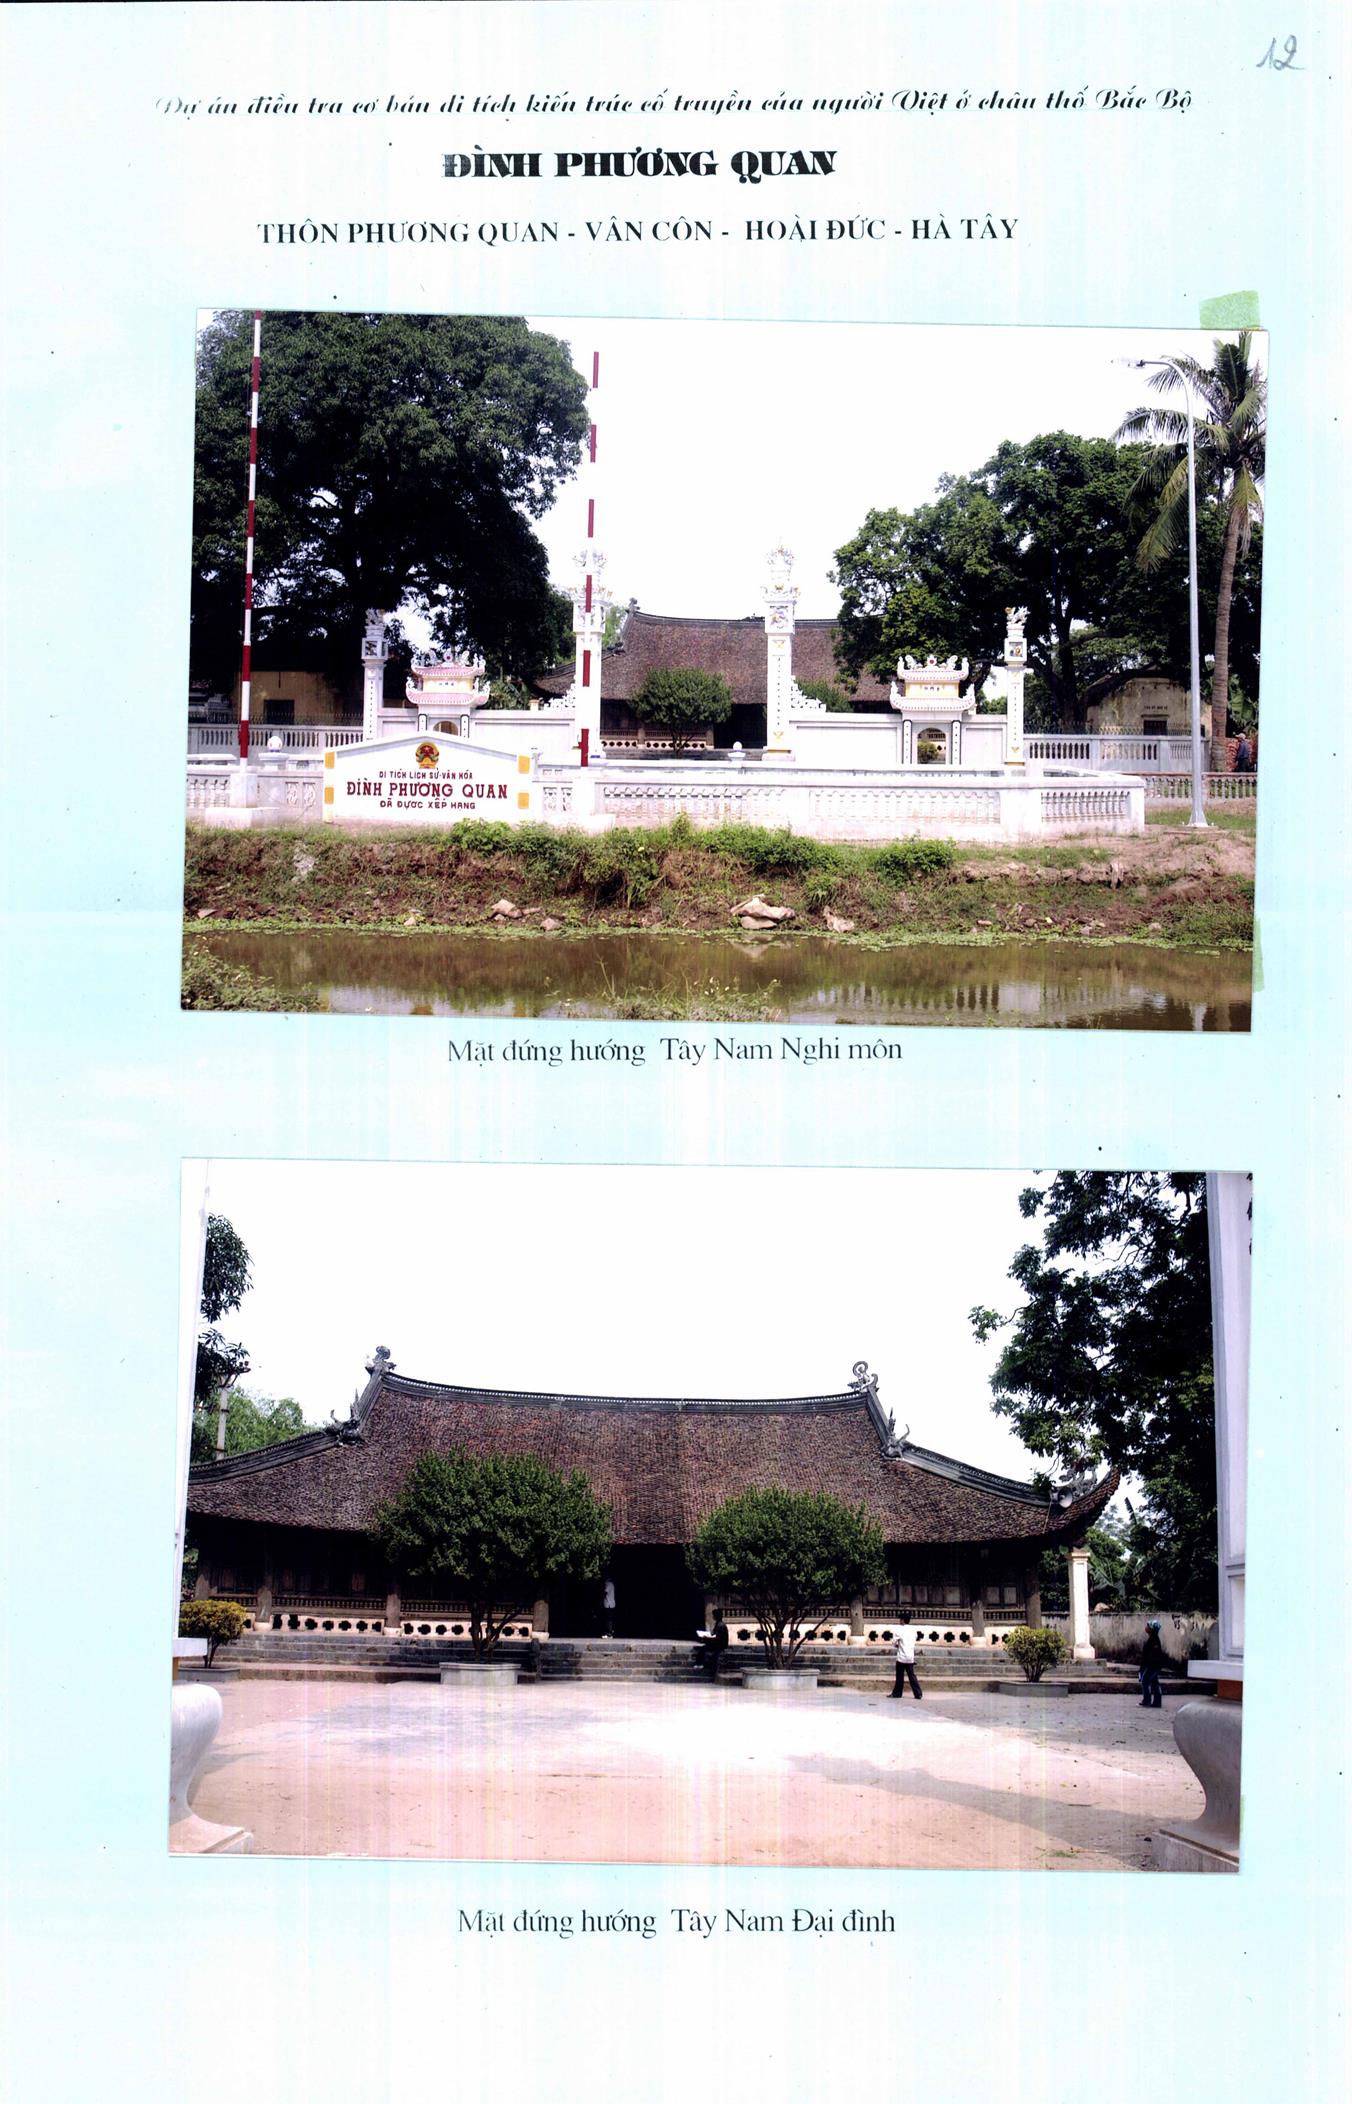 12
Dự án điều tra cơ bản di tích kiến trúc cổ truyền của người Việt ở châu thổ Bắc Bộ
ĐÌNH PHƯƠNG QUAN
THÔN PHƯƠNG QUAN - VÂN CÔN - HOÀI ĐỨC - HÀ TÂY
DI TÍCH LỊCH SỬ-VĂN HÓA
ĐÌNH PHƯƠNG QUAN
ĐÃ ĐƯỢC XẾP HẠNG
Mặt đứng hướng Tây Nam Nghi môn
Mặt đứng hướng Tây Nam Đại đình